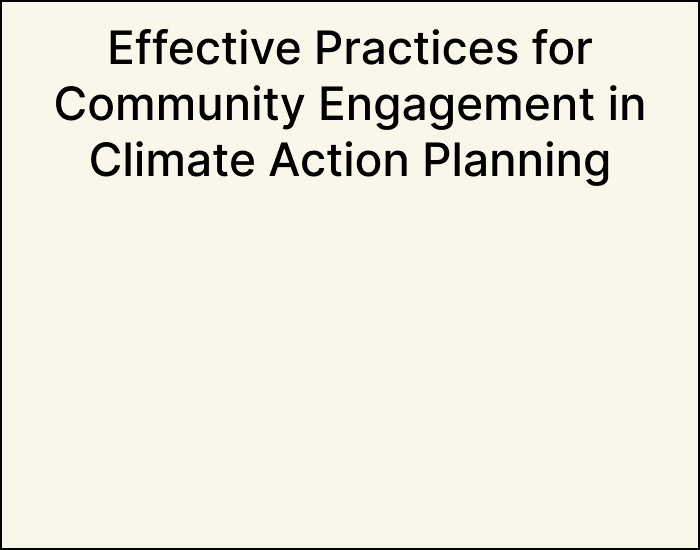 Effective Practices for
Community Engagement in
Climate Action Planning